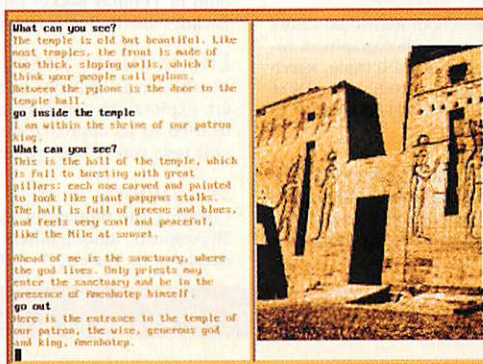 What can you see?
The temple is old but beautiful. Like
most temples, the front is made of
two thick, sloping walls, which I
think your people call pylons.
Between the pylons is the door to the
temple hall.
go inside the temple
I am within the shrine of our patron
king.
What can you see?
This is the hall of the temple, which
is full to bursting with great
pillars: each one carved and painted
to look like giant papyrus stalks.
The hall is full of greens and blues,
and feels very cool and peaceful,
like the Nile at sunset.
Ahead of me is the sanctuary, where
the god lives. Only priests may
enter the sanctuary and be in the
presence of Amenhotep himself.
go out
Here is the entrance to the temple of
our patron, the wise, generous god
and king, Amenhotep.